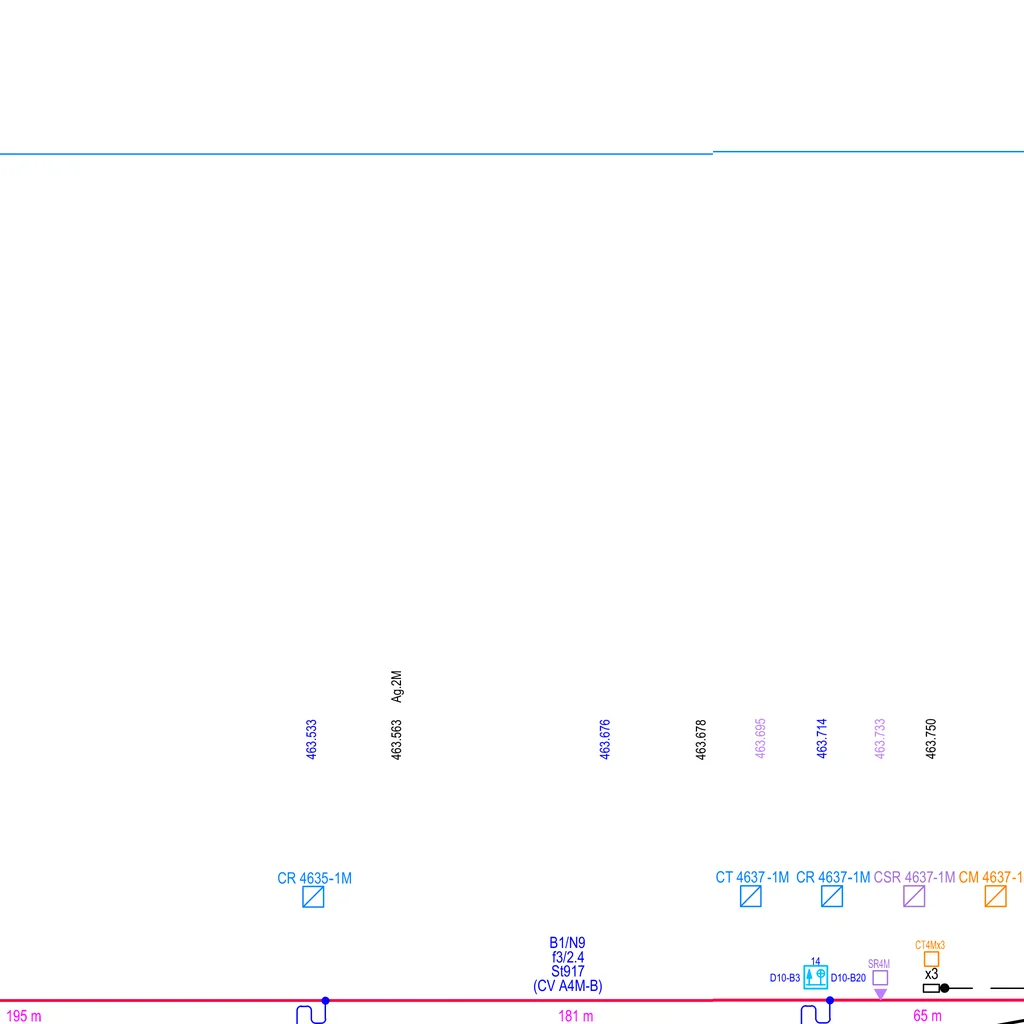 Ag.2M
463.533
463.563
463.676
463.678
463.695
463.714
463.733
463.750
CR 4635-1M
CT 4637-1M
CR 4637-1M
CSR 4637-1M
CM 4637-1
B1/N9
f3/2.4
St917
(CV A4M-B)
14
D10-B3
D10-B20
SR4M
CT4Mx3
x3
195 m
181 m
65 m